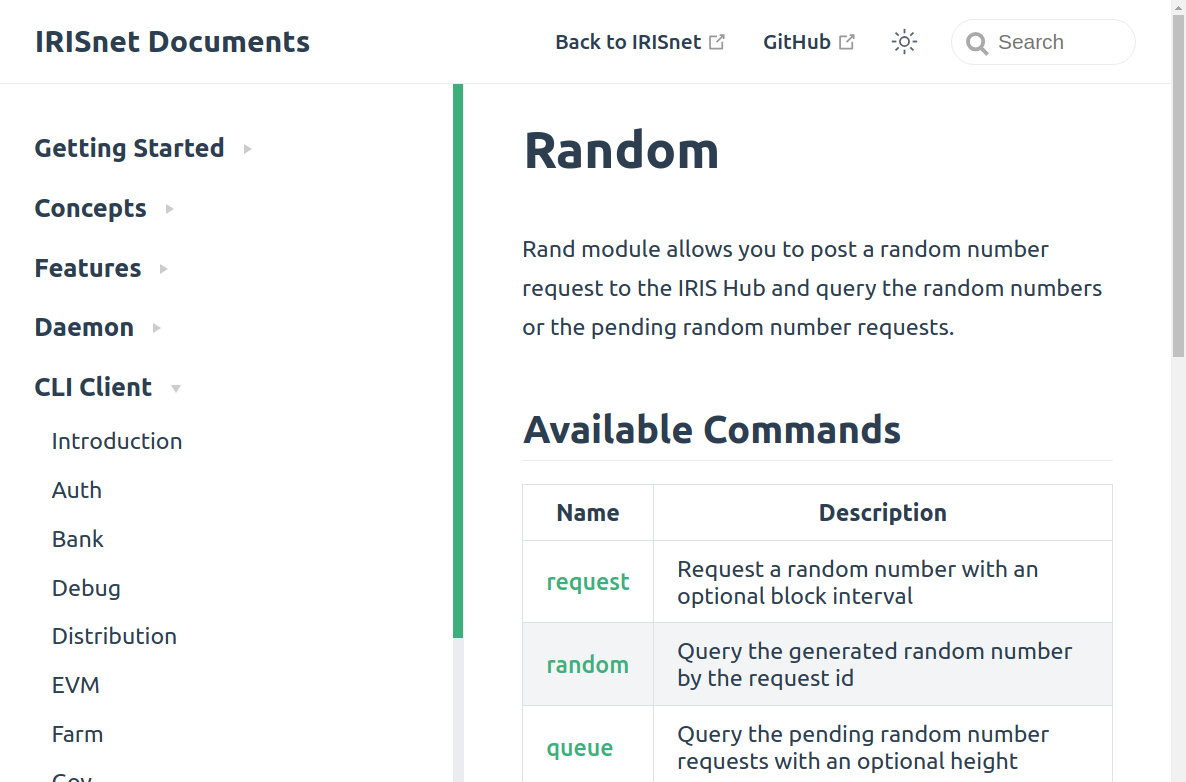 IRISnet Documents
Back to IRISnet
GitHub
Search
Getting Started
Concepts
Features
Daemon
CLI Client
Introduction
Auth
Bank
Debug
Distribution
EVM
Farm
Gov
Random
Rand module allows you to post a random number
request to the IRIS Hub and query the random numbers
or the pending random number requests.
Available Commands
Name Description
request Request a random number with an
optional block interval
random Query the generated random number
by the request id
queue Query the pending random number
requests with an optional height